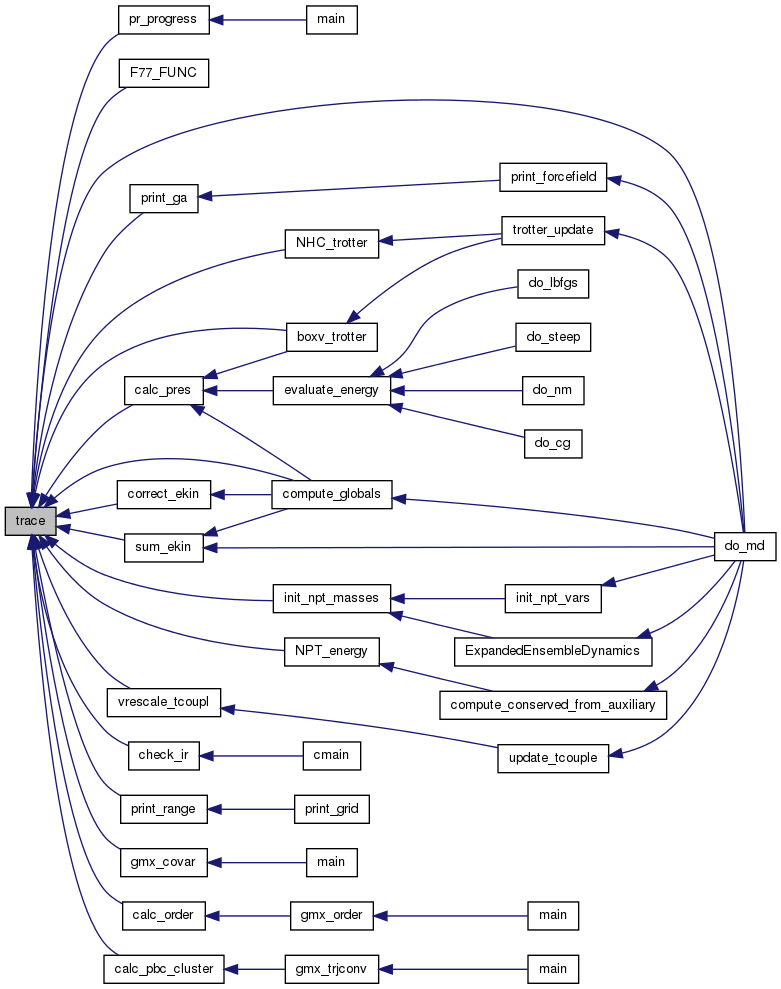 pr_progress
main
F77_FUNC
print_forcefield
print_ga
trotter_update
NHC_trotter
do_lbfgs
boxv_trotter
do_steep
calc_pres
evaluate_energy
do_nm
do_cg
correct_ekin
compute_globals
trace
sum_ekin
do_md
init_npt_masses
init_npt_vars
NPT_energy
ExpandedEnsembleDynamics
vrescale_tcoupl
compute_conserved_from_auxiliary
check_ir
cmain
update_tcouple
print_range
print_grid
gmx_covar
main
calc_order
gmx_order
main
calc_pbc_cluster
gmx_trjconv
main